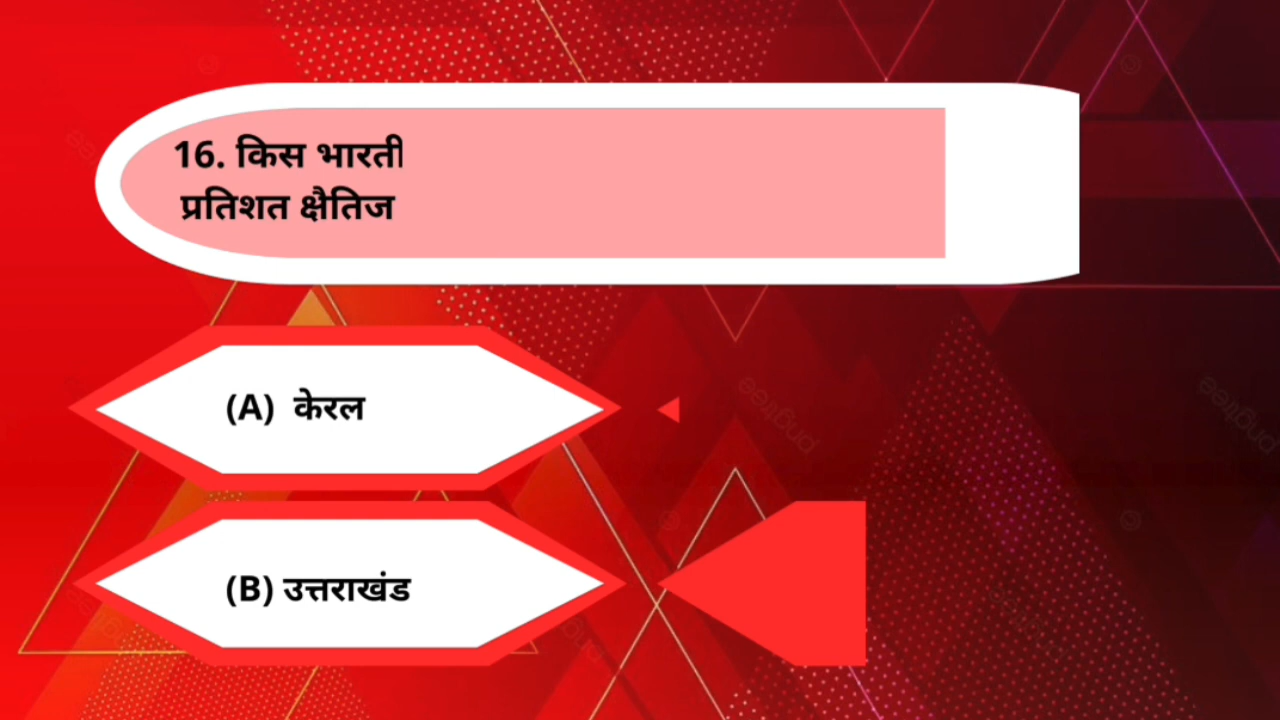 16. किस भारती
प्रतिशत क्षैतिज
(A) केरल
(B) उत्तराखंड